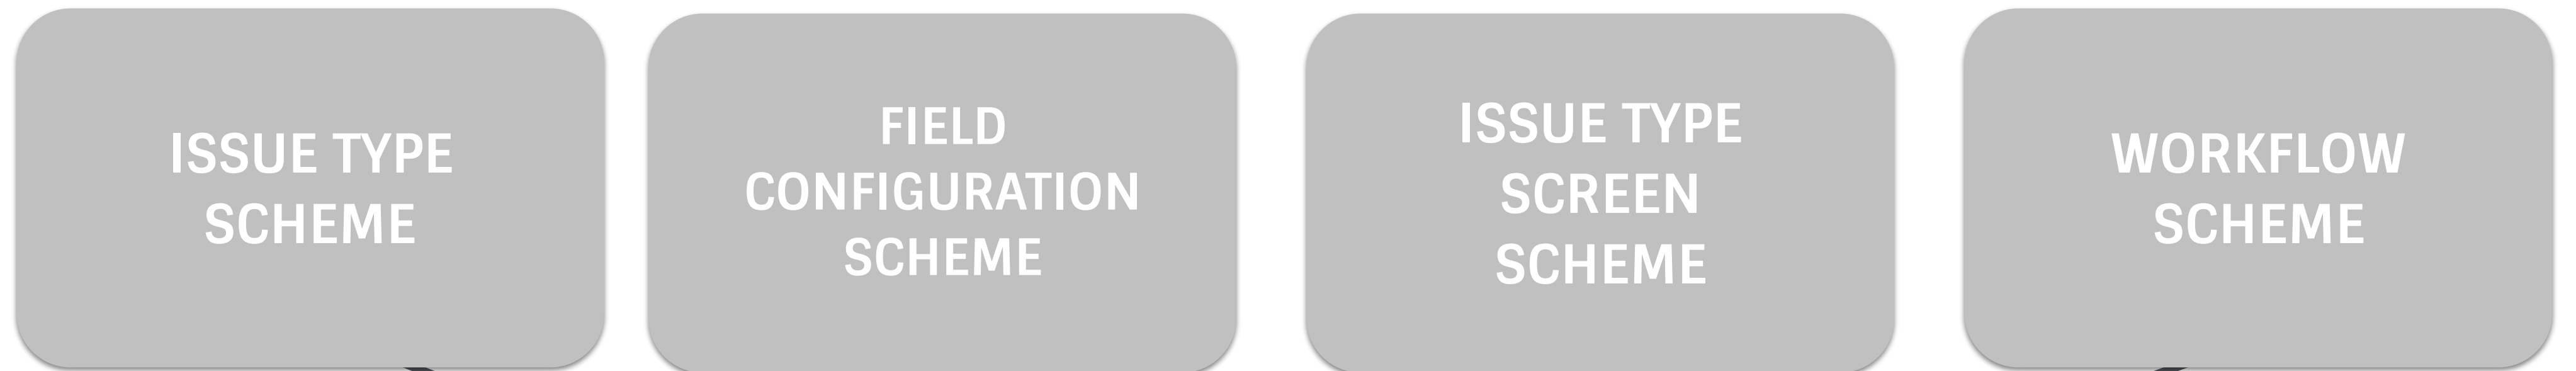 ISSUE TYPE
SCHEME
FIELD
CONFIGURATION
SCHEME
ISSUE TYPE
SCREEN
SCHEME
WORKFLOW
SCHEME